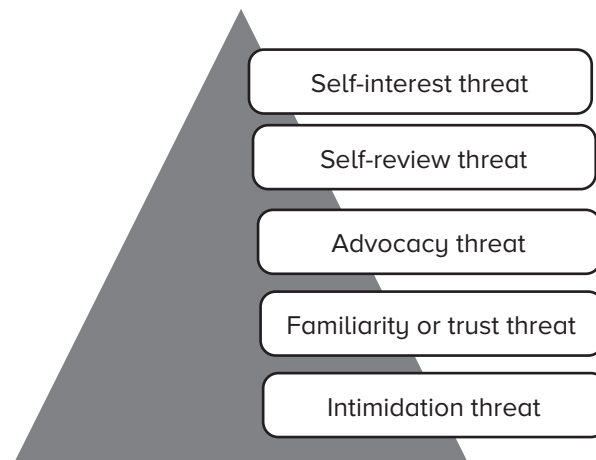 Self-interest threat
Self-review threat
Advocacy threat
Familiarity or trust threat
Intimidation threat